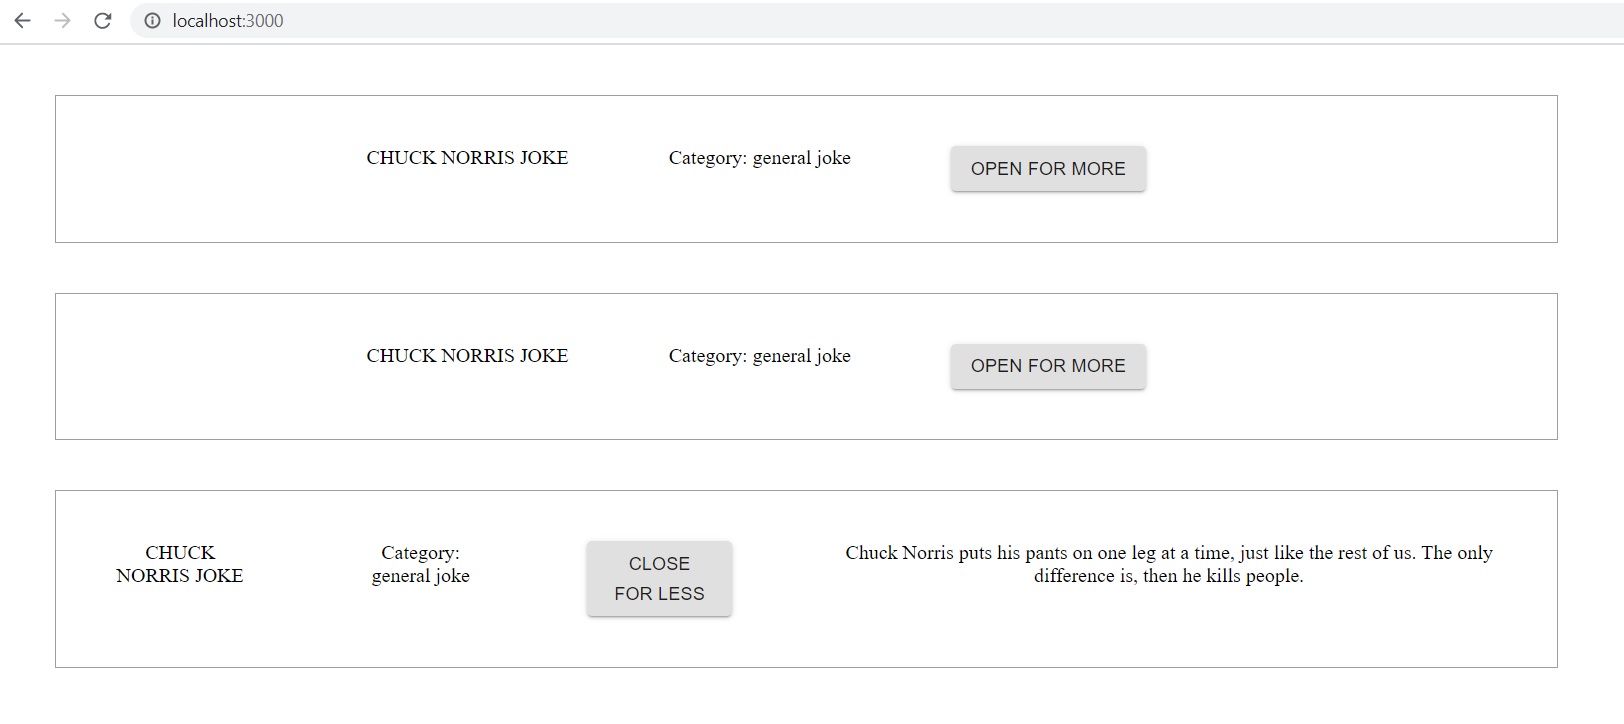 localhost:3000
CHUCK NORRIS JOKE
Category: general joke
OPEN FOR MORE
CHUCK NORRIS JOKE
Category: general joke
OPEN FOR MORE
CHUCK
NORRIS JOKE
Category:
general joke
CLOSE
FOR LESS
Chuck Norris puts his pants on one leg at a time, just like the rest of us. The only
difference is, then he kills people.